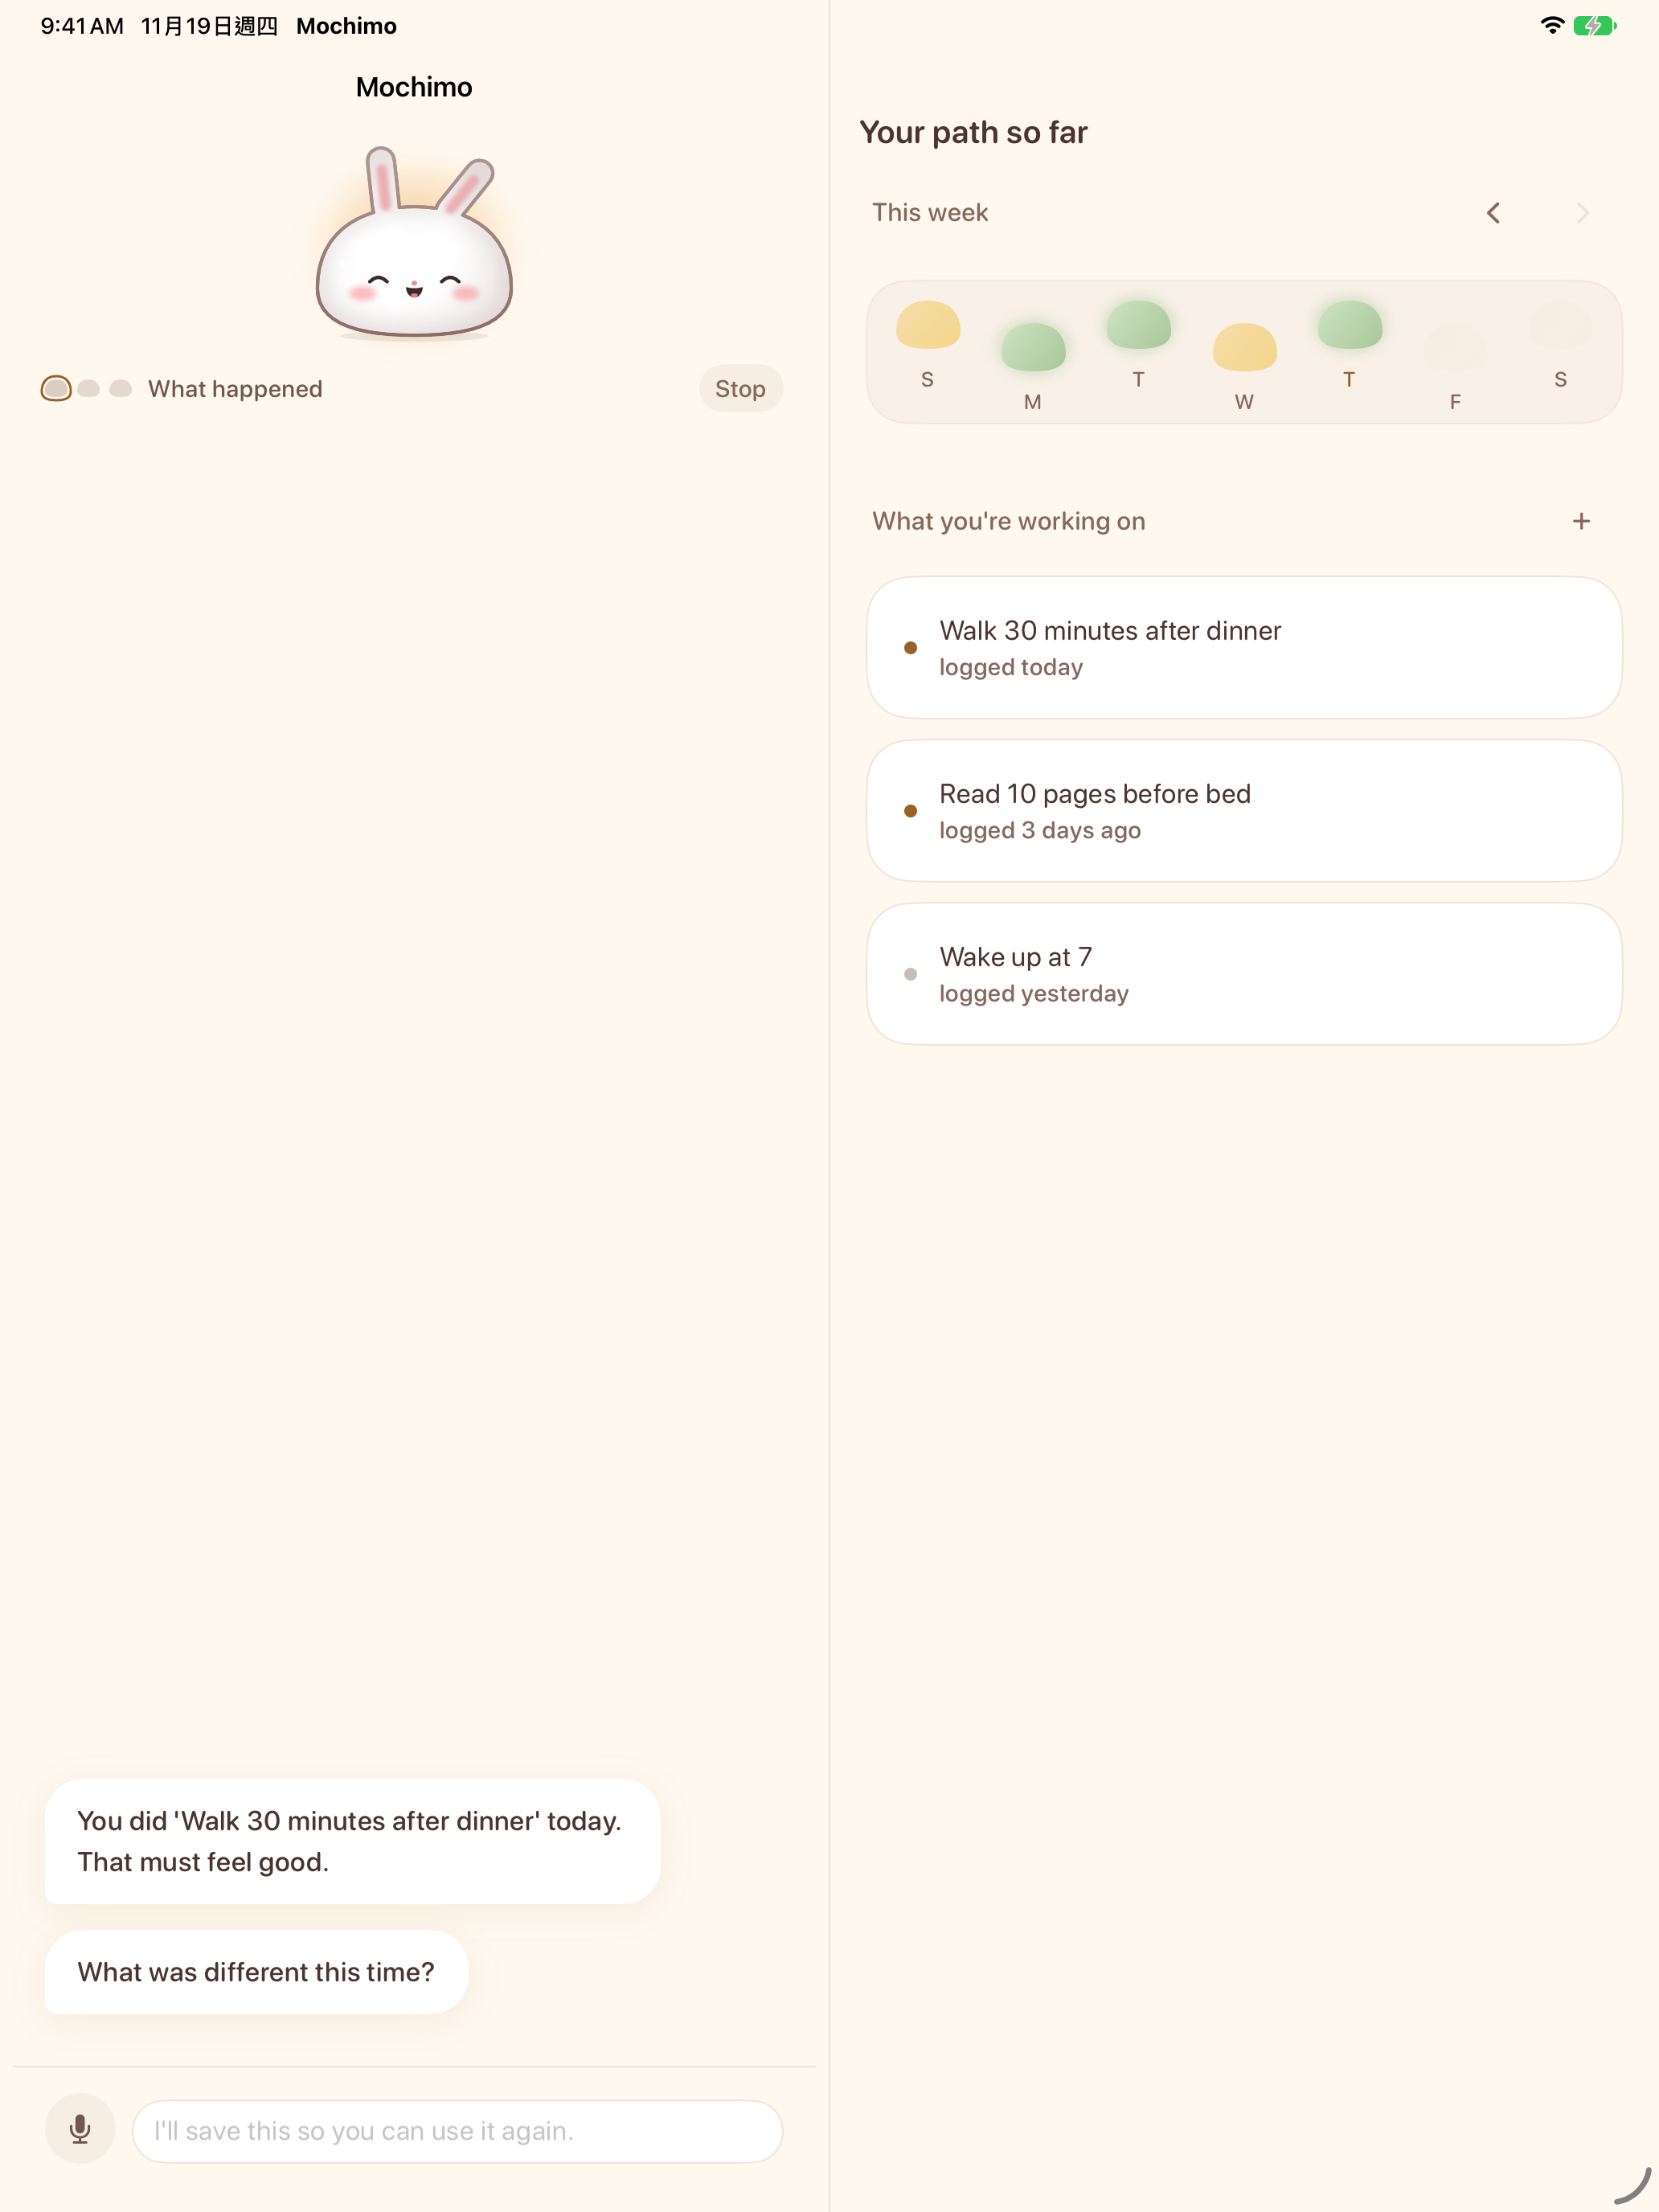 9:41 AM 11月19日週四 Mochimo
Mochimo
What happened
Stop
You did 'Walk 30 minutes after dinner' today.
That must feel good.
What was different this time?
I'll save this so you can use it again.
Your path so far
This week
S
M
T
W
T
F
S
What you're working on
+
Walk 30 minutes after dinner
logged today
Read 10 pages before bed
logged 3 days ago
Wake up at 7
logged yesterday